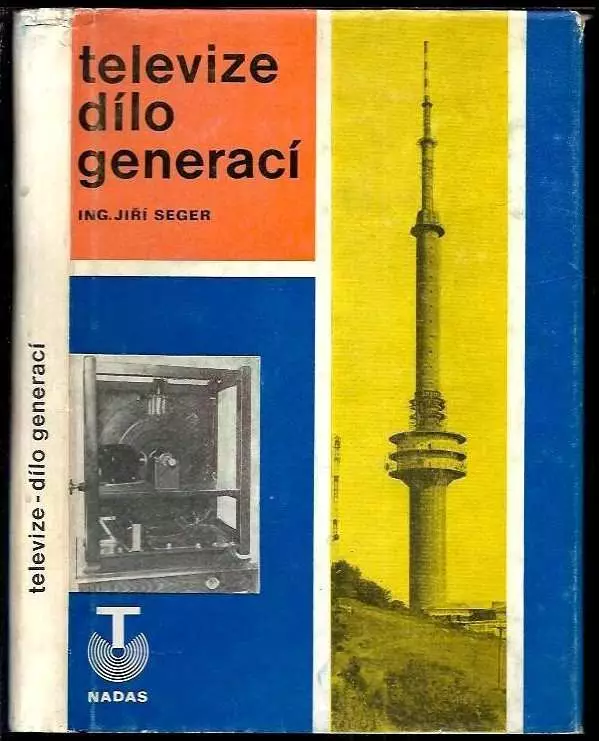 televize
dílo
generací
ING. JIŘÍ SEGER
televize - dílo generací
T
NADAS